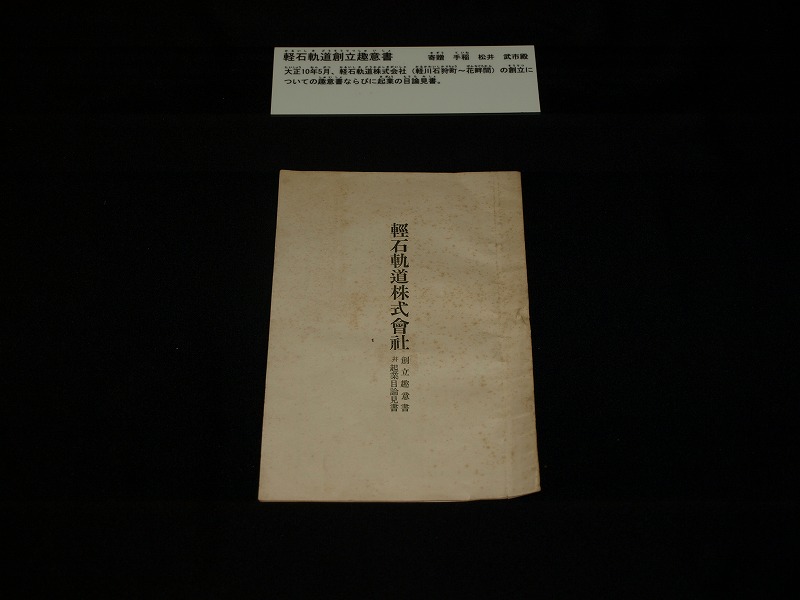 軽石軌道創立趣意書　寄贈　手稲　松井　武市殿
大正10年5月、軽石軌道株式会社（軽川石狩町〜花畔間）の創立に
ついての趣意書ならびに起業の目論見書。
輕石軌道株式會社
創立趣意書
并起業目論見書